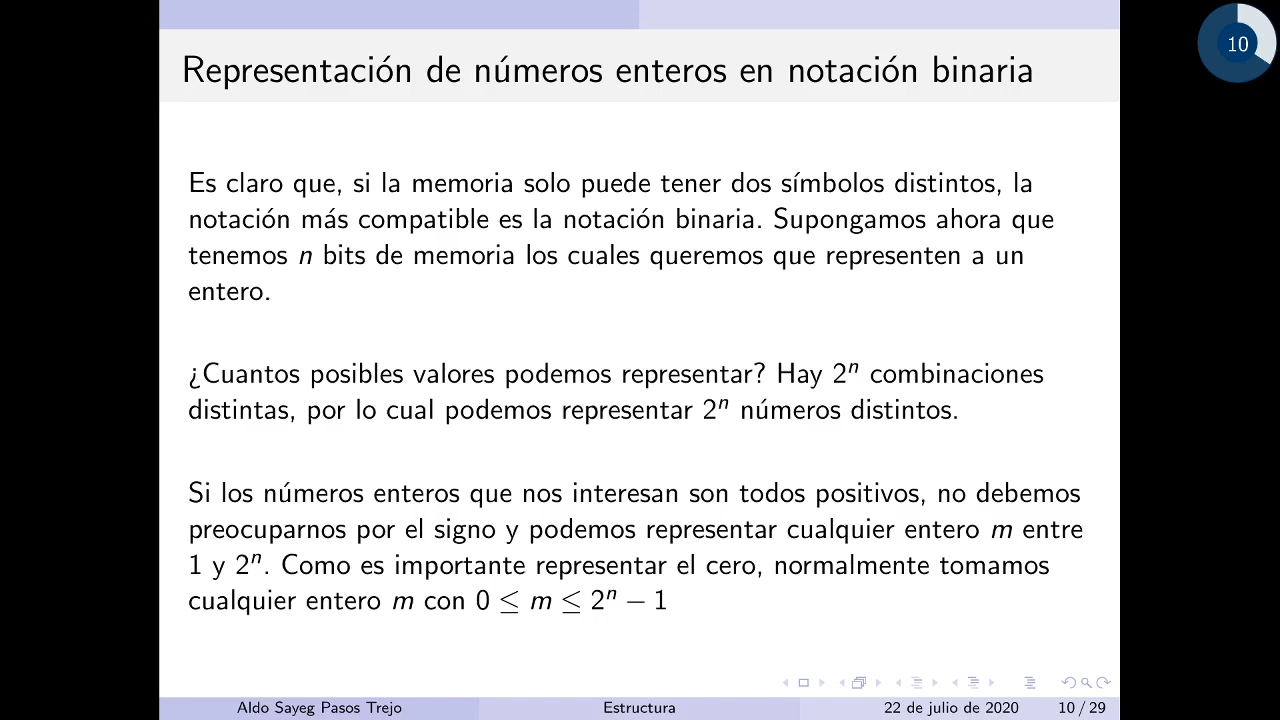 10
Representación de números enteros en notación binaria
Es claro que, si la memoria solo puede tener dos símbolos distintos, la
notación más compatible es la notación binaria. Supongamos ahora que
tenemos n bits de memoria los cuales queremos que representen a un
entero.
¿Cuantos posibles valores podemos representar? Hay 2ⁿ combinaciones
distintas, por lo cual podemos representar 2ⁿ números distintos.
Si los números enteros que nos interesan son todos positivos, no debemos
preocuparnos por el signo y podemos representar cualquier entero m entre
1 y 2ⁿ. Como es importante representar el cero, normalmente tomamos
cualquier entero m con 0 ≤ m ≤ 2ⁿ − 1
Aldo Sayeg Pasos Trejo Estructura 22 de julio de 2020 10 / 29